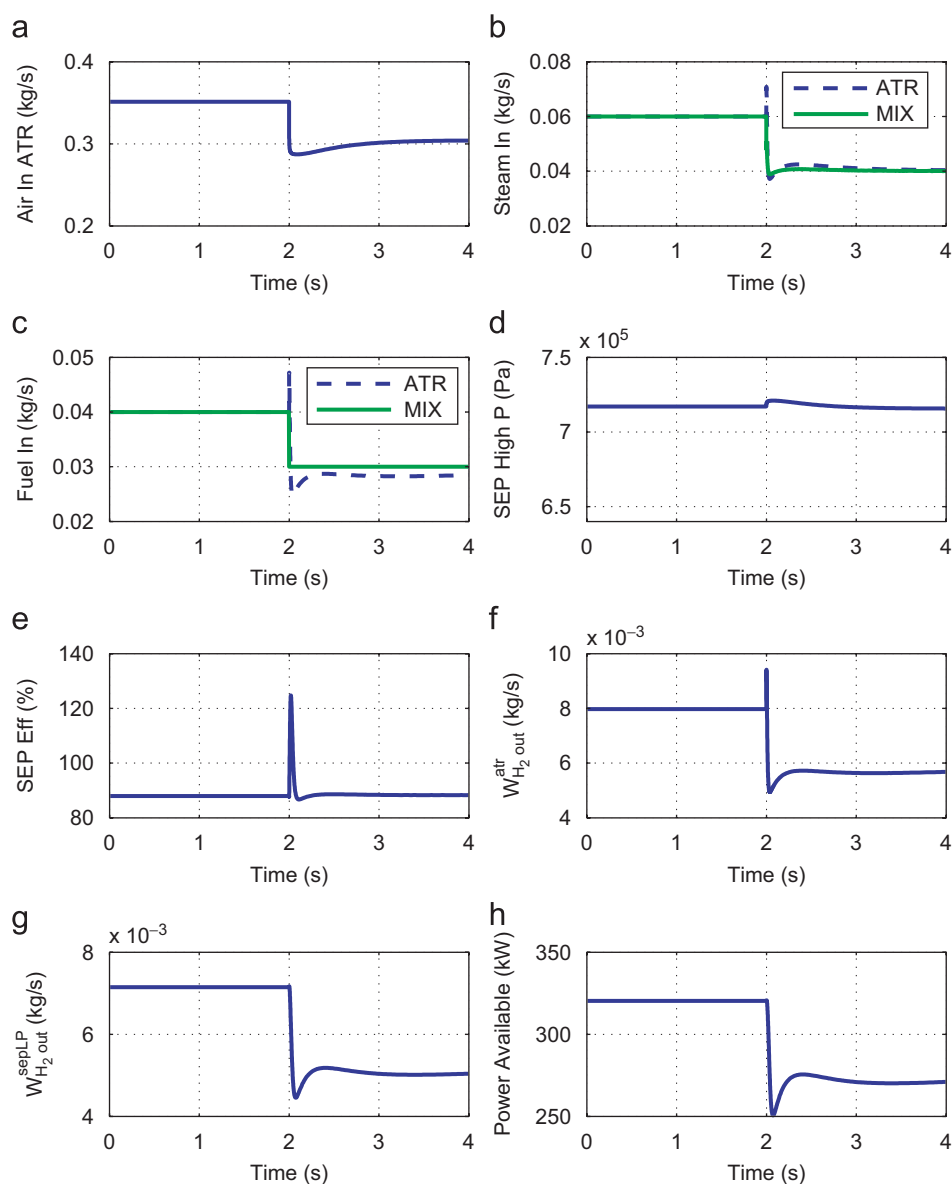 a
Air In ATR (kg/s)
0.4
0.3
0.2
0 1 2 3 4
Time (s)
b
Steam In (kg/s)
0.08
0.06
0.04
0.02
ATR
MIX
0 1 2 3 4
Time (s)
c
Fuel In (kg/s)
0.05
0.04
0.03
0.02
ATR
MIX
0 1 2 3 4
Time (s)
d
x 10⁵
SEP High P (Pa)
7.5
7
6.5
0 1 2 3 4
Time (s)
e
SEP Eff (%)
140
120
100
80
0 1 2 3 4
Time (s)
f
x 10⁻³
W^{atr}_{H₂ out} (kg/s)
10
8
6
4
0 1 2 3 4
Time (s)
g
x 10⁻³
W^{sepLP}_{H₂ out} (kg/s)
8
6
4
0 1 2 3 4
Time (s)
h
Power Available (kW)
350
300
250
0 1 2 3 4
Time (s)